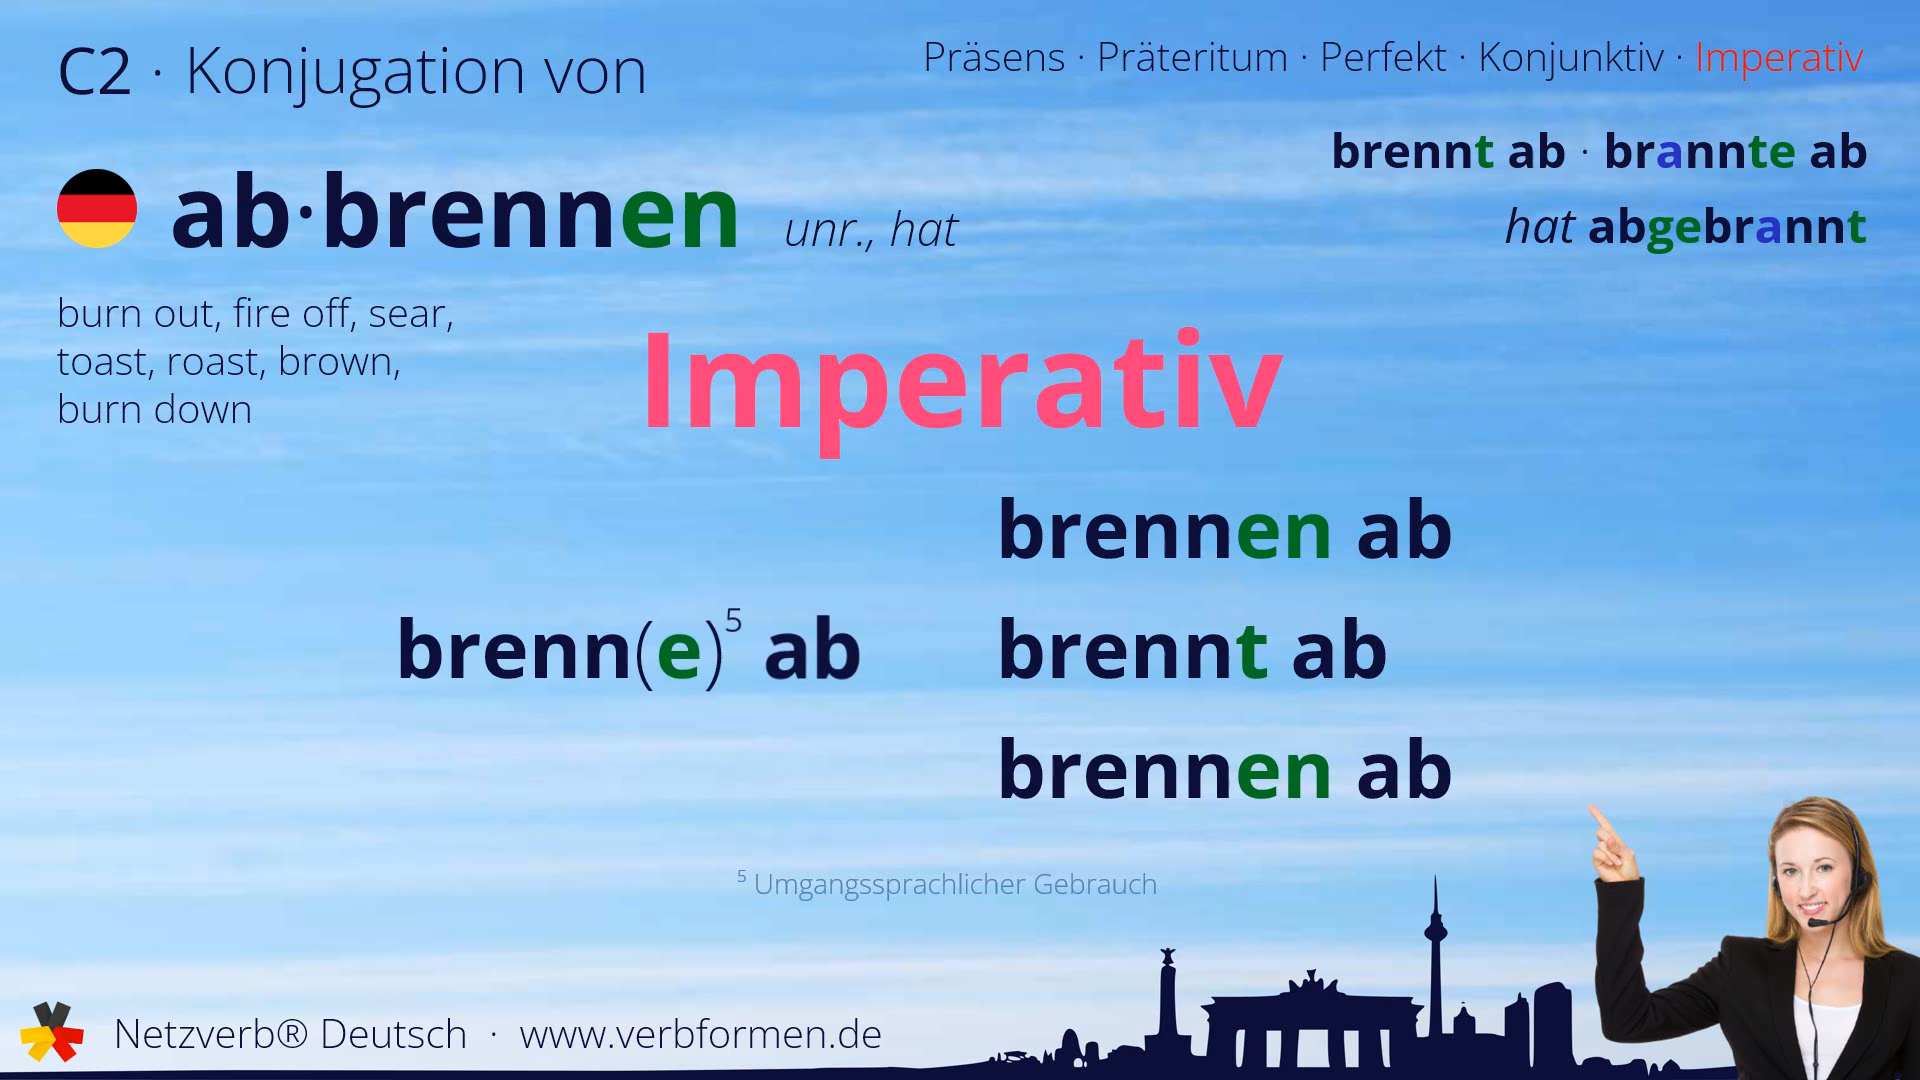 C2 · Konjugation von
Präsens · Präteritum · Perfekt · Konjunktiv · Imperativ
ab·brennen unr., hat
brennt ab · brannte ab
hat abgebrannt
burn out, fire off, sear,
toast, roast, brown,
burn down
Imperativ
brennen ab
brenn(e)⁵ ab brennt ab
brennen ab
⁵ Umgangssprachlicher Gebrauch
Netzverb® Deutsch · www.verbformen.de